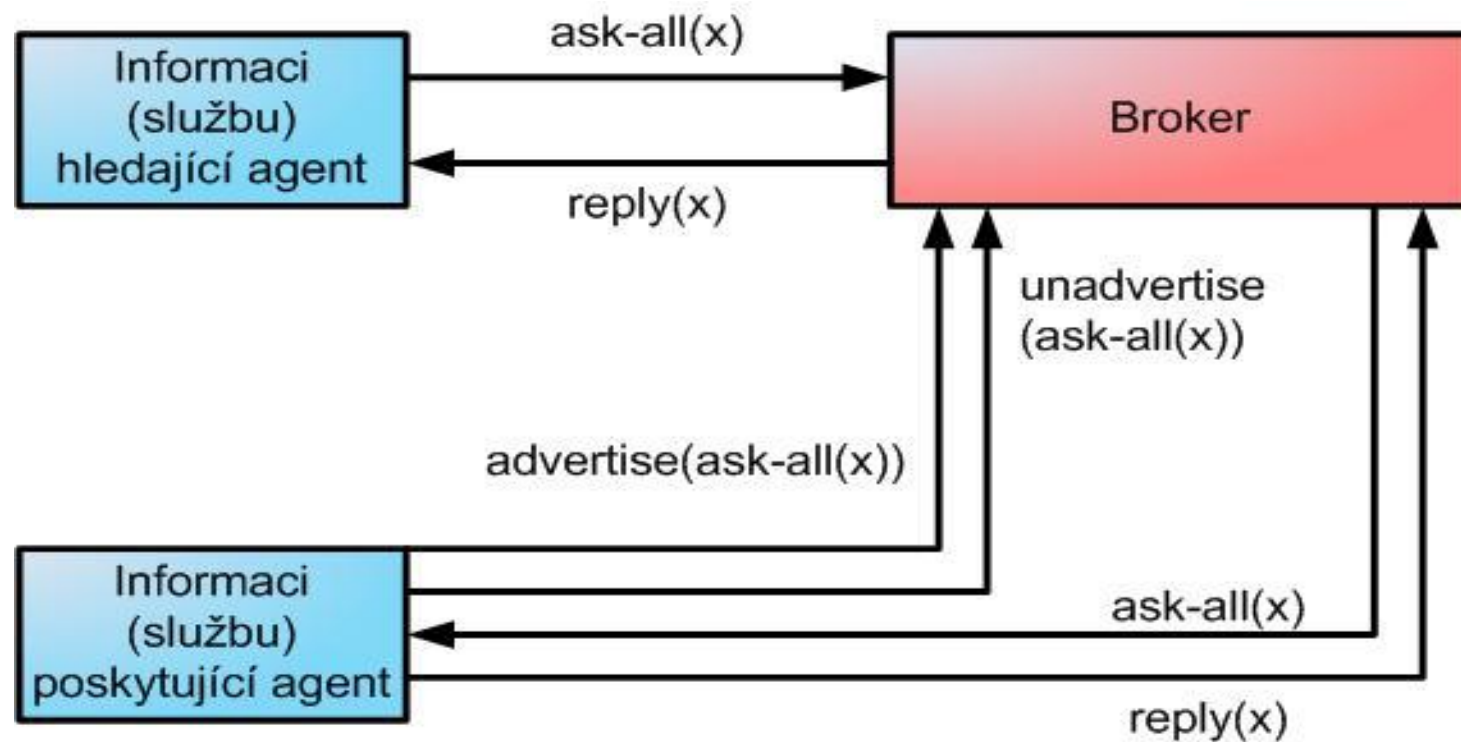 ask-all(x)
Informaci
(službu)
hledající agent
Broker
reply(x)
unadvertise
(ask-all(x))
advertise(ask-all(x))
Informaci
(službu)
poskytující agent
ask-all(x)
reply(x)